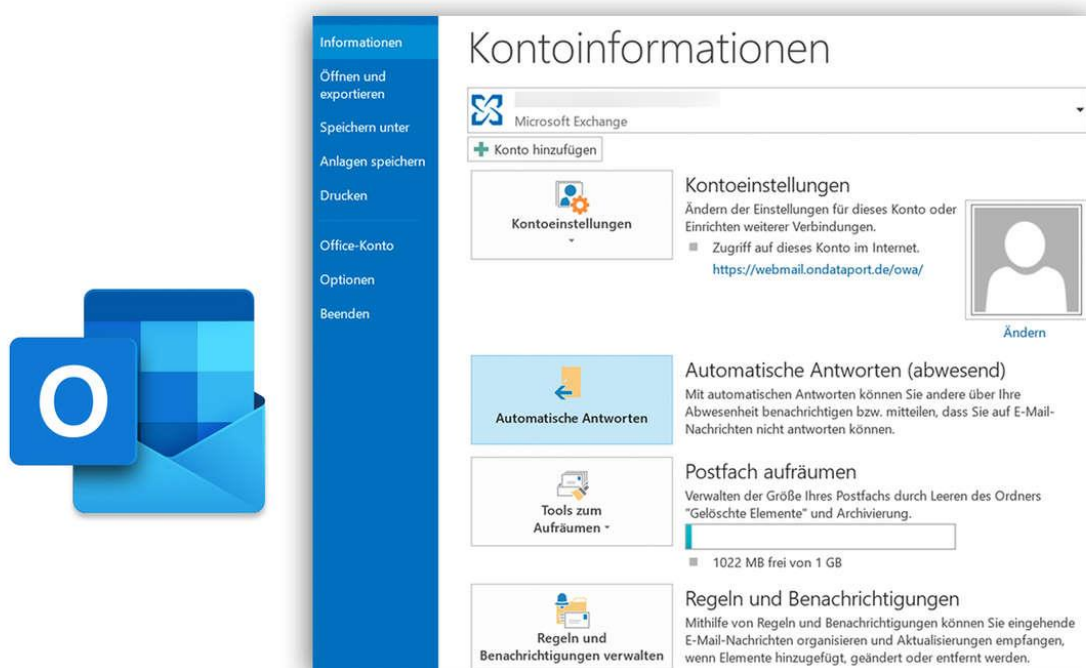 O
Informationen
Öffnen und
exportieren
Speichern unter
Anlagen speichern
Drucken
Office-Konto
Optionen
Beenden
Kontoinformationen
Microsoft Exchange
Konto hinzufügen
Kontoeinstellungen
Kontoeinstellungen
Ändern der Einstellungen für dieses Konto oder
Einrichten weiterer Verbindungen.
Zugriff auf dieses Konto im Internet.
https://webmail.ondataport.de/owa/
Ändern
Automatische Antworten
Automatische Antworten (abwesend)
Mit automatischen Antworten können Sie andere über Ihre
Abwesenheit benachrichtigen bzw. mitteilen, dass Sie auf E-Mail-
Nachrichten nicht antworten können.
Tools zum
Aufräumen
Postfach aufräumen
Verwalten der Größe Ihres Postfachs durch Leeren des Ordners
"Gelöschte Elemente" und Archivierung.
1022 MB frei von 1 GB
Regeln und
Benachrichtigungen verwalten
Regeln und Benachrichtigungen
Mithilfe von Regeln und Benachrichtigungen können Sie eingehende
E-Mail-Nachrichten organisieren und Aktualisierungen empfangen,
wenn Elemente hinzugefügt, geändert oder entfernt werden.